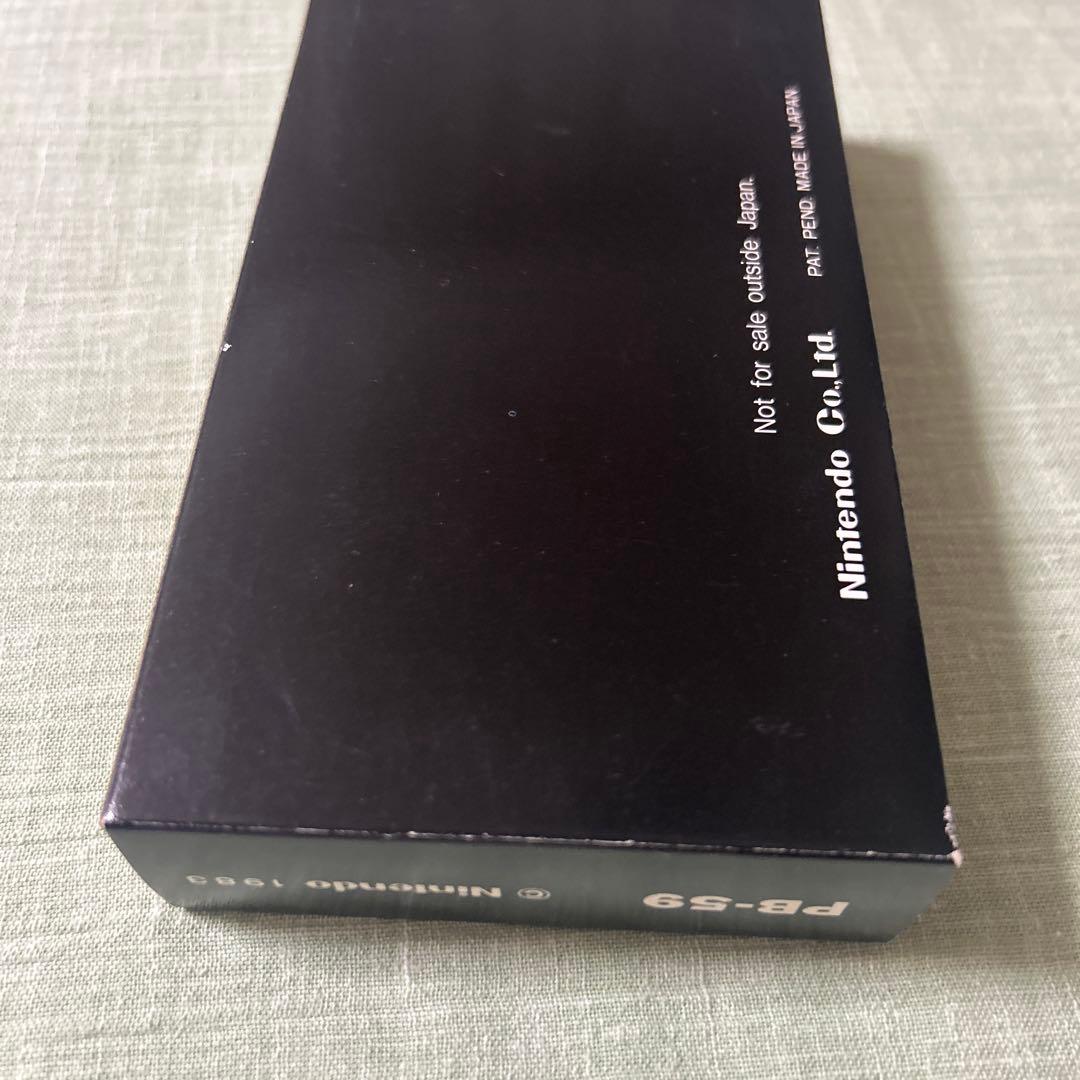 Not for sale outside Japan.
Nintendo Co.,Ltd. PAT. PEND. MADE IN JAPAN.
PB-59 © Nintendo 1983